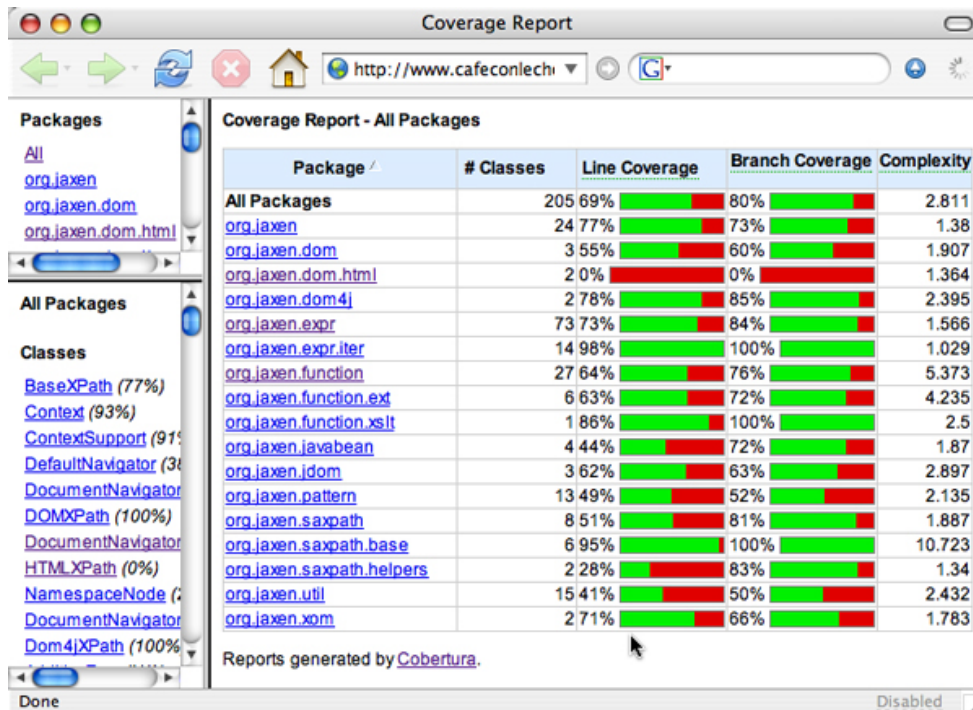 Coverage Report
http://www.cafeconlech
G
Packages
All
org.jaxen
org.jaxen.dom
org.jaxen.dom.html
All Packages
Classes
BaseXPath (77%)
Context (93%)
ContextSupport (91%
DefaultNavigator (38
DocumentNavigator
DOMXPath (100%)
DocumentNavigator
HTMLXPath (0%)
NamespaceNode (2
DocumentNavigator
Dom4jXPath (100%
Coverage Report - All Packages
Package # Classes Line Coverage Branch Coverage Complexity
All Packages 205 69% 80% 2.811
org.jaxen 24 77% 73% 1.38
org.jaxen.dom 3 55% 60% 1.907
org.jaxen.dom.html 2 0% 0% 1.364
org.jaxen.dom4j 2 78% 85% 2.395
org.jaxen.expr 73 73% 84% 1.566
org.jaxen.expr.iter 14 98% 100% 1.029
org.jaxen.function 27 64% 76% 5.373
org.jaxen.function.ext 6 63% 72% 4.235
org.jaxen.function.xslt 1 86% 100% 2.5
org.jaxen.javabean 4 44% 72% 1.87
org.jaxen.jdom 3 62% 63% 2.897
org.jaxen.pattern 13 49% 52% 2.135
org.jaxen.saxpath 8 51% 81% 1.887
org.jaxen.saxpath.base 6 95% 100% 10.723
org.jaxen.saxpath.helpers 2 28% 83% 1.34
org.jaxen.util 15 41% 50% 2.432
org.jaxen.xom 2 71% 66% 1.783
Reports generated by Cobertura.
Done
Disabled